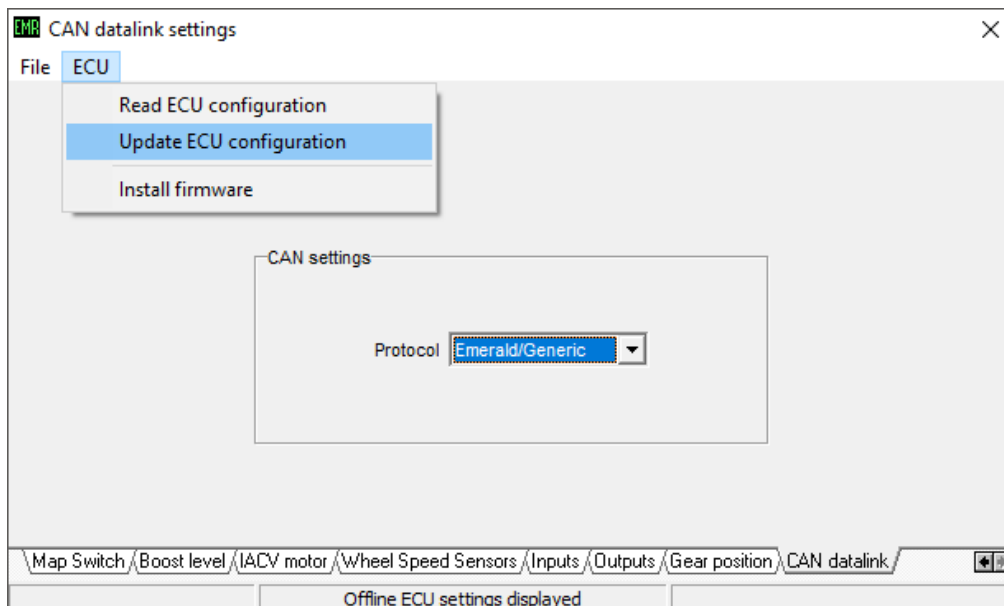 EMR CAN datalink settings
File ECU
Read ECU configuration
Update ECU configuration
Install firmware
CAN settings
Protocol Emerald/Generic
Map Switch Boost level IACV motor Wheel Speed Sensors Inputs Outputs Gear position CAN datalink
Offline ECU settings displayed